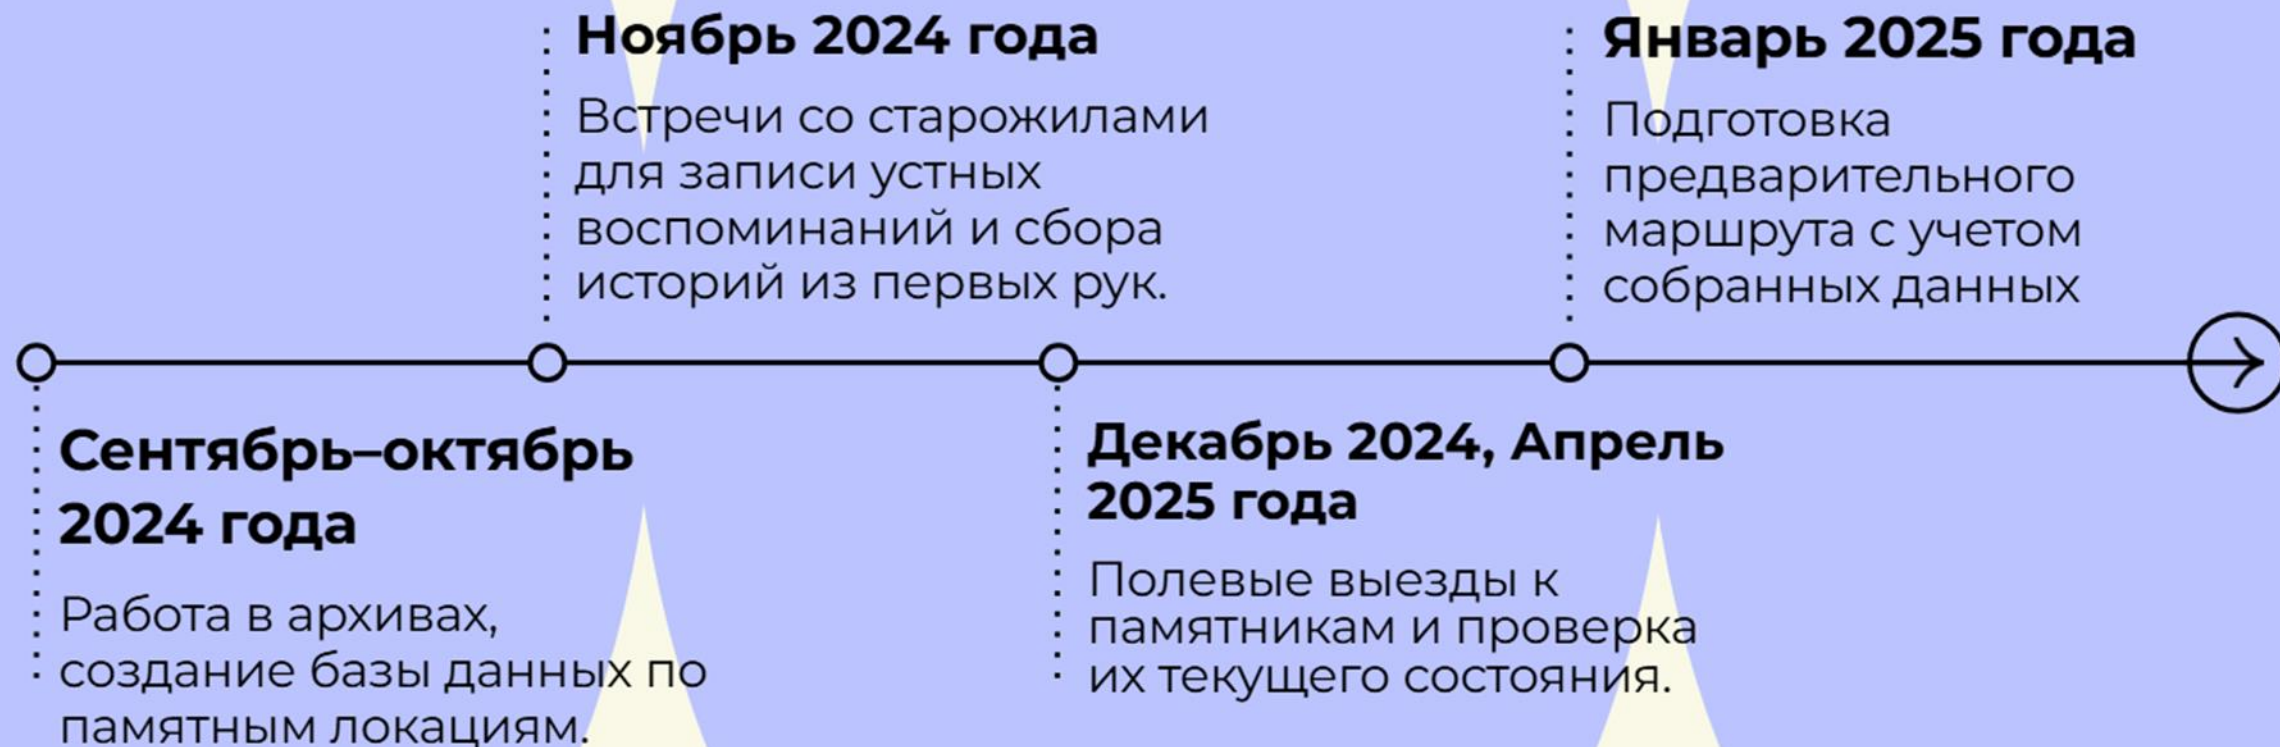 Ноябрь 2024 года
Встречи со старожилами
для записи устных
воспоминаний и сбора
историй из первых рук.
Январь 2025 года
Подготовка
предварительного
маршрута с учетом
собранных данных
Сентябрь–октябрь
2024 года
Работа в архивах,
создание базы данных по
памятным локациям.
Декабрь 2024, Апрель
2025 года
Полевые выезды к
памятникам и проверка
их текущего состояния.